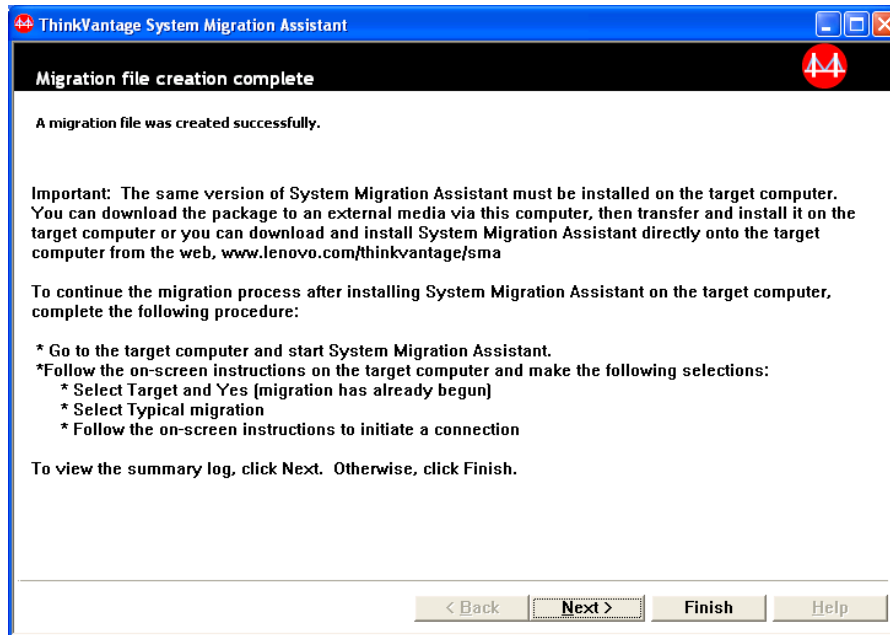 ThinkVantage System Migration Assistant
Migration file creation complete
A migration file was created successfully.
Important: The same version of System Migration Assistant must be installed on the target computer.
You can download the package to an external media via this computer, then transfer and install it on the
target computer or you can download and install System Migration Assistant directly onto the target
computer from the web, www.lenovo.com/thinkvantage/sma
To continue the migration process after installing System Migration Assistant on the target computer,
complete the following procedure:
* Go to the target computer and start System Migration Assistant.
*Follow the on-screen instructions on the target computer and make the following selections:
* Select Target and Yes (migration has already begun)
* Select Typical migration
* Follow the on-screen instructions to initiate a connection
To view the summary log, click Next. Otherwise, click Finish.
< Back Next > Finish Help